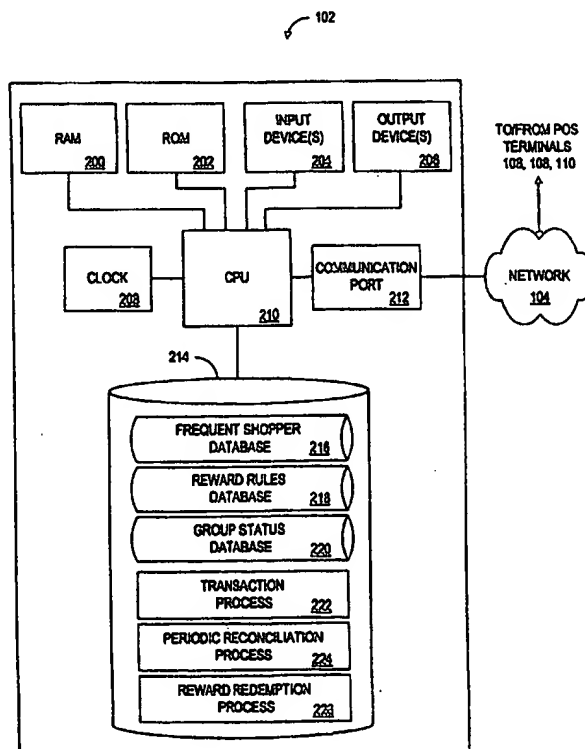 102
RAM
200
ROM
202
INPUT
DEVICE(S)
204
OUTPUT
DEVICE(S)
206
TO/FROM POS
TERMINALS
108, 108, 110
CLOCK
208
CPU
210
COMMUNICATION
PORT
212
NETWORK
104
214
FREQUENT SHOPPER
DATABASE
216
REWARD RULES
DATABASE
218
GROUP STATUS
DATABASE
220
TRANSACTION
PROCESS
222
PERIODIC RECONCILIATION
PROCESS
224
REWARD REDEMPTION
PROCESS
226